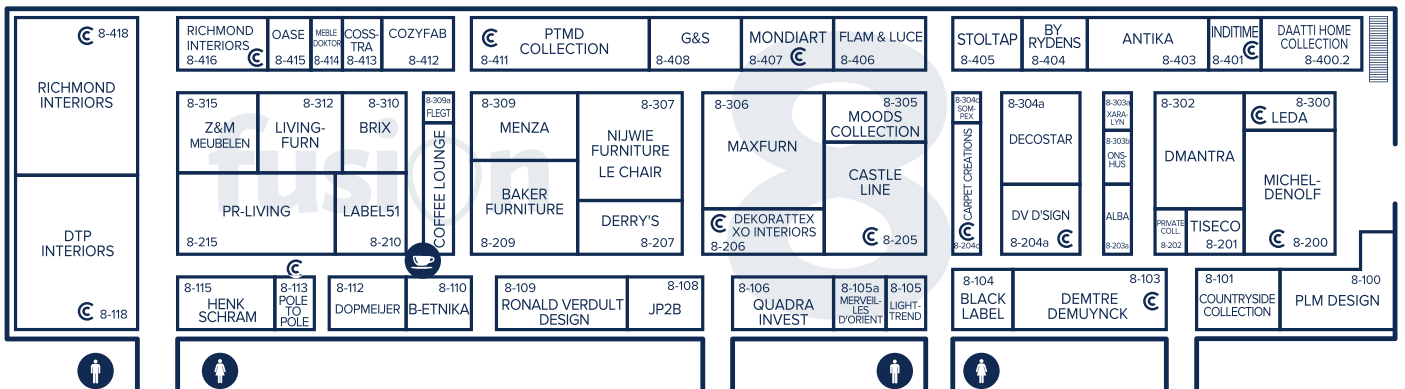 8-418
RICHMOND
INTERIORS
DTP
INTERIORS
8-118
RICHMOND
INTERIORS
8-416
OASE
8-415
MEBLE
DOKTOR
8-414
COSS-
TRA
8-413
COZYFAB
8-412
PTMD
COLLECTION
8-411
G&S
8-408
MONDIART
8-407
FLAM & LUCE
8-406
STOLTAP
8-405
BY
RYDENS
8-404
ANTIKA
8-403
INDITIME
8-401
DAATTI HOME
COLLECTION
8-400.2
8-315
Z&M
MEUBELEN
8-312
LIVING-
FURN
8-310
BRIX
8-309a
FLEGT
COFFEE LOUNGE
PR-LIVING
8-215
LABEL51
8-210
fusion
8
8-309
MENZA
8-307
NIJWIE
FURNITURE
LE CHAIR
BAKER
FURNITURE
8-209
DERRY'S
8-207
8-306
MAXFURN
8-305
MOODS
COLLECTION
CASTLE
LINE
8-205
DEKORATTEX
XO INTERIORS
8-206
8-304c
SOM-
PEX
CARPET CREATIONS
8-204c
8-304a
DECOSTAR
DV D'SIGN
8-204a
8-303a
XARA-
LYN
8-303b
ONS-
HUS
ALBA
8-203a
8-302
DMANTRA
PRIVATE
COLL.
8-202
TISECO
8-201
8-300
LEDA
MICHEL-
DENOLF
8-200
8-115
HENK
SCHRAM
8-113
POLE
TO
POLE
8-112
DOPMEIJER
8-110
B-ETNIKA
8-109
RONALD VERDULT
DESIGN
8-108
JP2B
8-106
QUADRA
INVEST
8-105a
MERVEIL-
LES
D'ORIENT
8-105
LIGHT-
TREND
8-104
BLACK
LABEL
8-103
DEMTRE
DEMUYNCK
8-101
COUNTRYSIDE
COLLECTION
8-100
PLM DESIGN